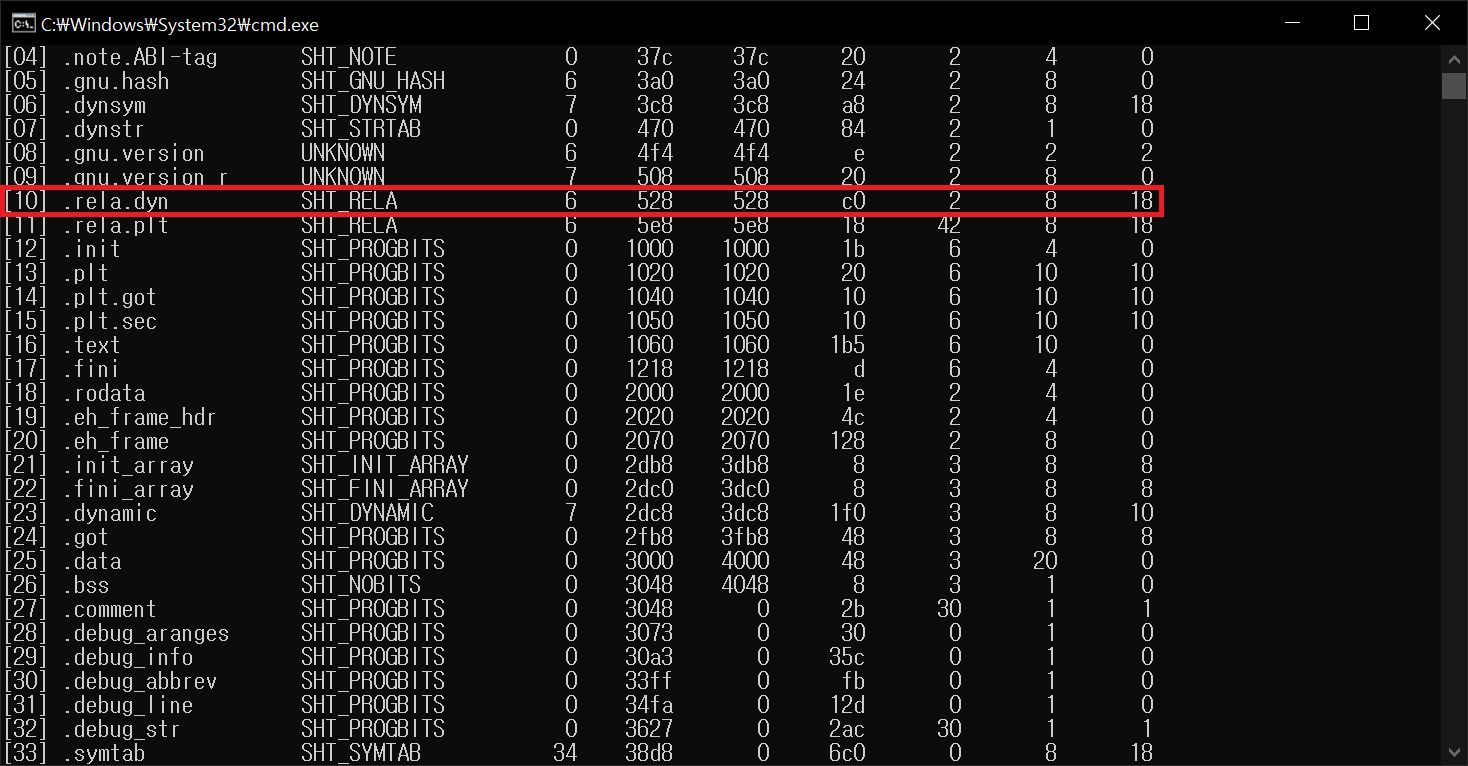 C:₩Windows₩System32₩cmd.exe
[04] .note.ABI-tag SHT_NOTE 0 37c 37c 20 2 4 0
[05] .gnu.hash SHT_GNU_HASH 6 3a0 3a0 24 2 8 0
[06] .dynsym SHT_DYNSYM 7 3c8 3c8 a8 2 8 18
[07] .dynstr SHT_STRTAB 0 470 470 84 2 1 0
[08] .gnu.version UNKNOWN 6 4f4 4f4 e 2 2 2
[09] .gnu.version_r UNKNOWN 7 508 508 20 2 8 0
[10] .rela.dyn SHT_RELA 6 528 528 c0 2 8 18
[11] .rela.plt SHT_RELA 6 5e8 5e8 18 42 8 18
[12] .init SHT_PROGBITS 0 1000 1000 1b 6 4 0
[13] .plt SHT_PROGBITS 0 1020 1020 20 6 10 10
[14] .plt.got SHT_PROGBITS 0 1040 1040 10 6 10 10
[15] .plt.sec SHT_PROGBITS 0 1050 1050 10 6 10 10
[16] .text SHT_PROGBITS 0 1060 1060 1b5 6 10 0
[17] .fini SHT_PROGBITS 0 1218 1218 d 6 4 0
[18] .rodata SHT_PROGBITS 0 2000 2000 1e 2 4 0
[19] .eh_frame_hdr SHT_PROGBITS 0 2020 2020 4c 2 4 0
[20] .eh_frame SHT_PROGBITS 0 2070 2070 128 2 8 0
[21] .init_array SHT_INIT_ARRAY 0 2db8 3db8 8 3 8 8
[22] .fini_array SHT_FINI_ARRAY 0 2dc0 3dc0 8 3 8 8
[23] .dynamic SHT_DYNAMIC 7 2dc8 3dc8 1f0 3 8 10
[24] .got SHT_PROGBITS 0 2fb8 3fb8 48 3 8 8
[25] .data SHT_PROGBITS 0 3000 4000 48 3 20 0
[26] .bss SHT_NOBITS 0 3048 4048 8 3 1 0
[27] .comment SHT_PROGBITS 0 3048 0 2b 30 1 1
[28] .debug_aranges SHT_PROGBITS 0 3073 0 30 0 1 0
[29] .debug_info SHT_PROGBITS 0 30a3 0 35c 0 1 0
[30] .debug_abbrev SHT_PROGBITS 0 33ff 0 fb 0 1 0
[31] .debug_line SHT_PROGBITS 0 34fa 0 12d 0 1 0
[32] .debug_str SHT_PROGBITS 0 3627 0 2ac 30 1 1
[33] .symtab SHT_SYMTAB 34 38d8 0 6c0 0 8 18